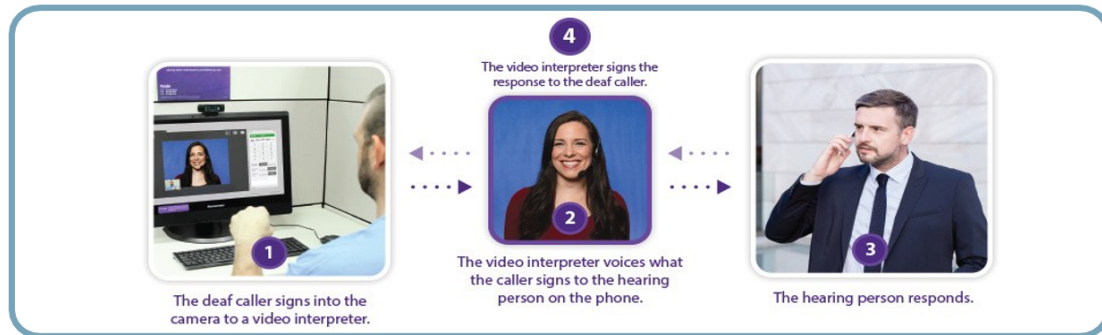 4
The video interpreter signs the
response to the deaf caller.
1
The deaf caller signs into the
camera to a video interpreter.
2
The video interpreter voices what
the caller signs to the hearing
person on the phone.
3
The hearing person responds.